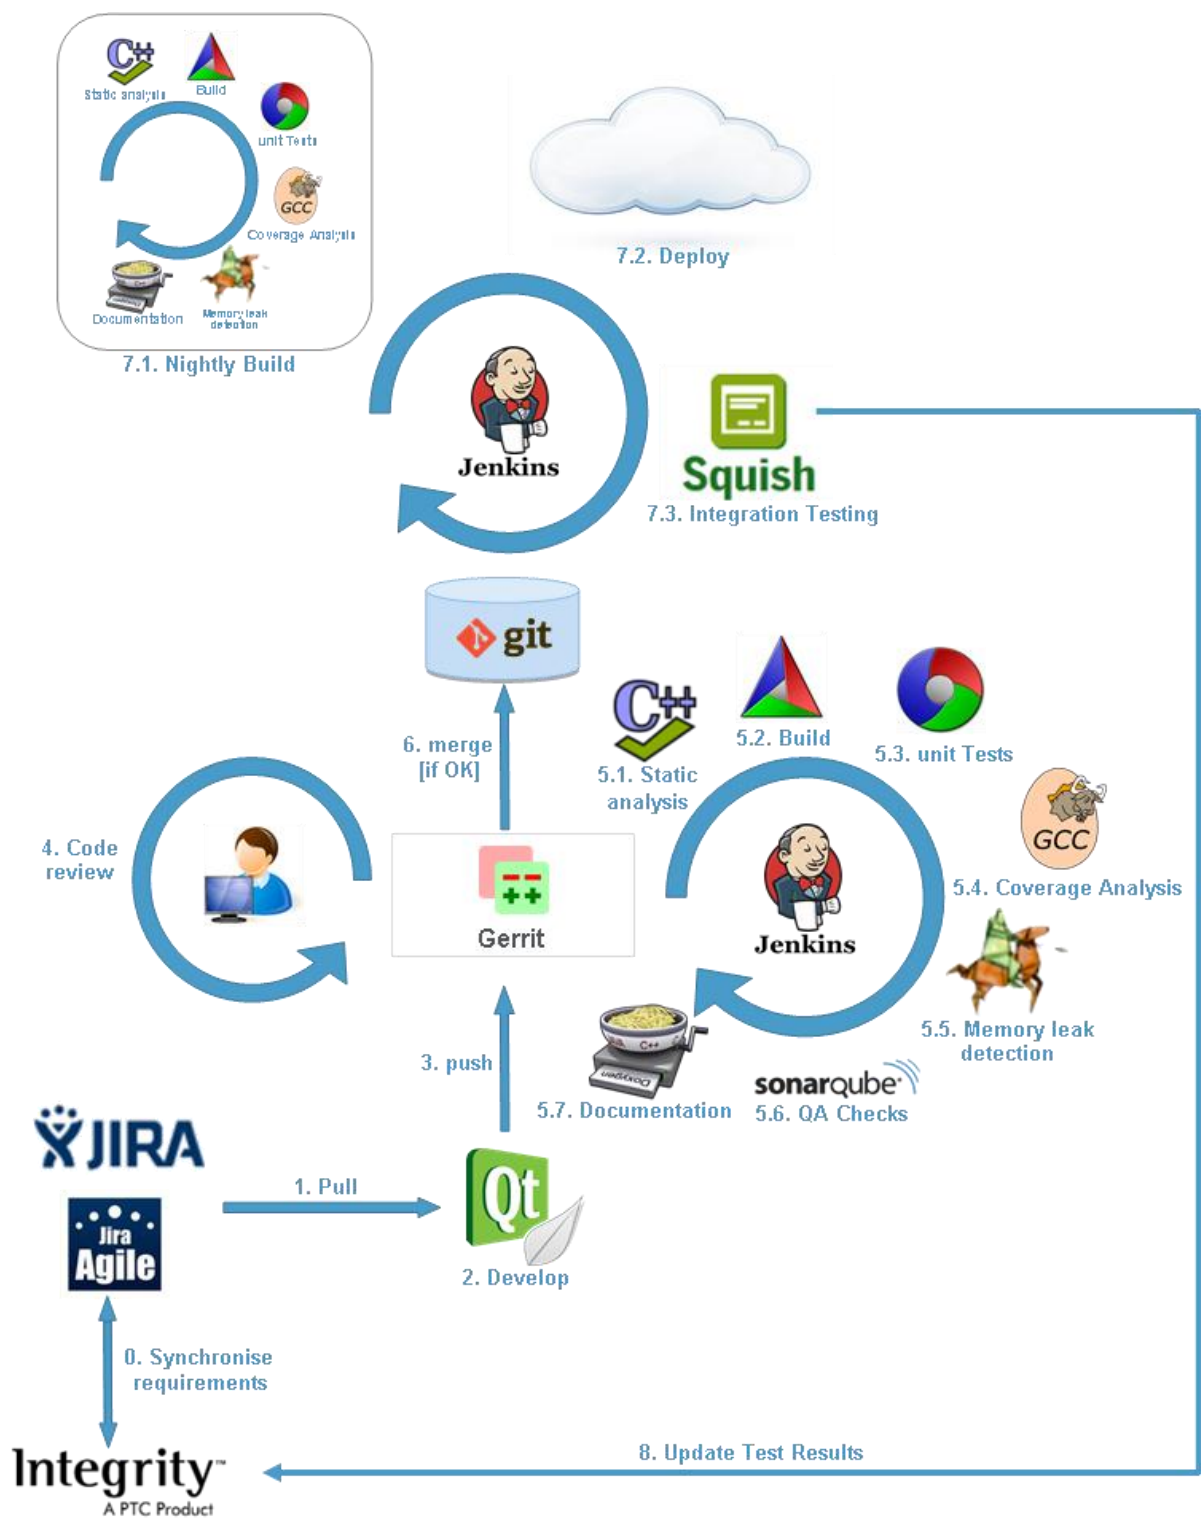 C++
Static analysis
Build
unit Tests
GCC
Coverage Analysis
C++
Documentation
Memory leak
detection
7.1. Nightly Build
7.2. Deploy
Jenkins
Squish
7.3. Integration Testing
git
C++
5.1. Static
analysis
5.2. Build
5.3. unit Tests
6. merge
[if OK]
GCC
5.4. Coverage Analysis
4. Code
review
Gerrit
Jenkins
5.5. Memory leak
detection
3. push
C++
Doxygen
5.7. Documentation
sonarqube
5.6. QA Checks
JIRA
1. Pull
Qt
2. Develop
Jira
Agile
0. Synchronise
requirements
Integrity™
A PTC Product
8. Update Test Results